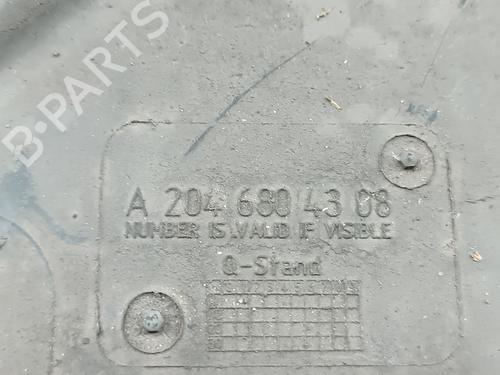 B-PARTS
A 204 680 43 08
NUMBER IS VALID IF VISIBLE
Q-Stand